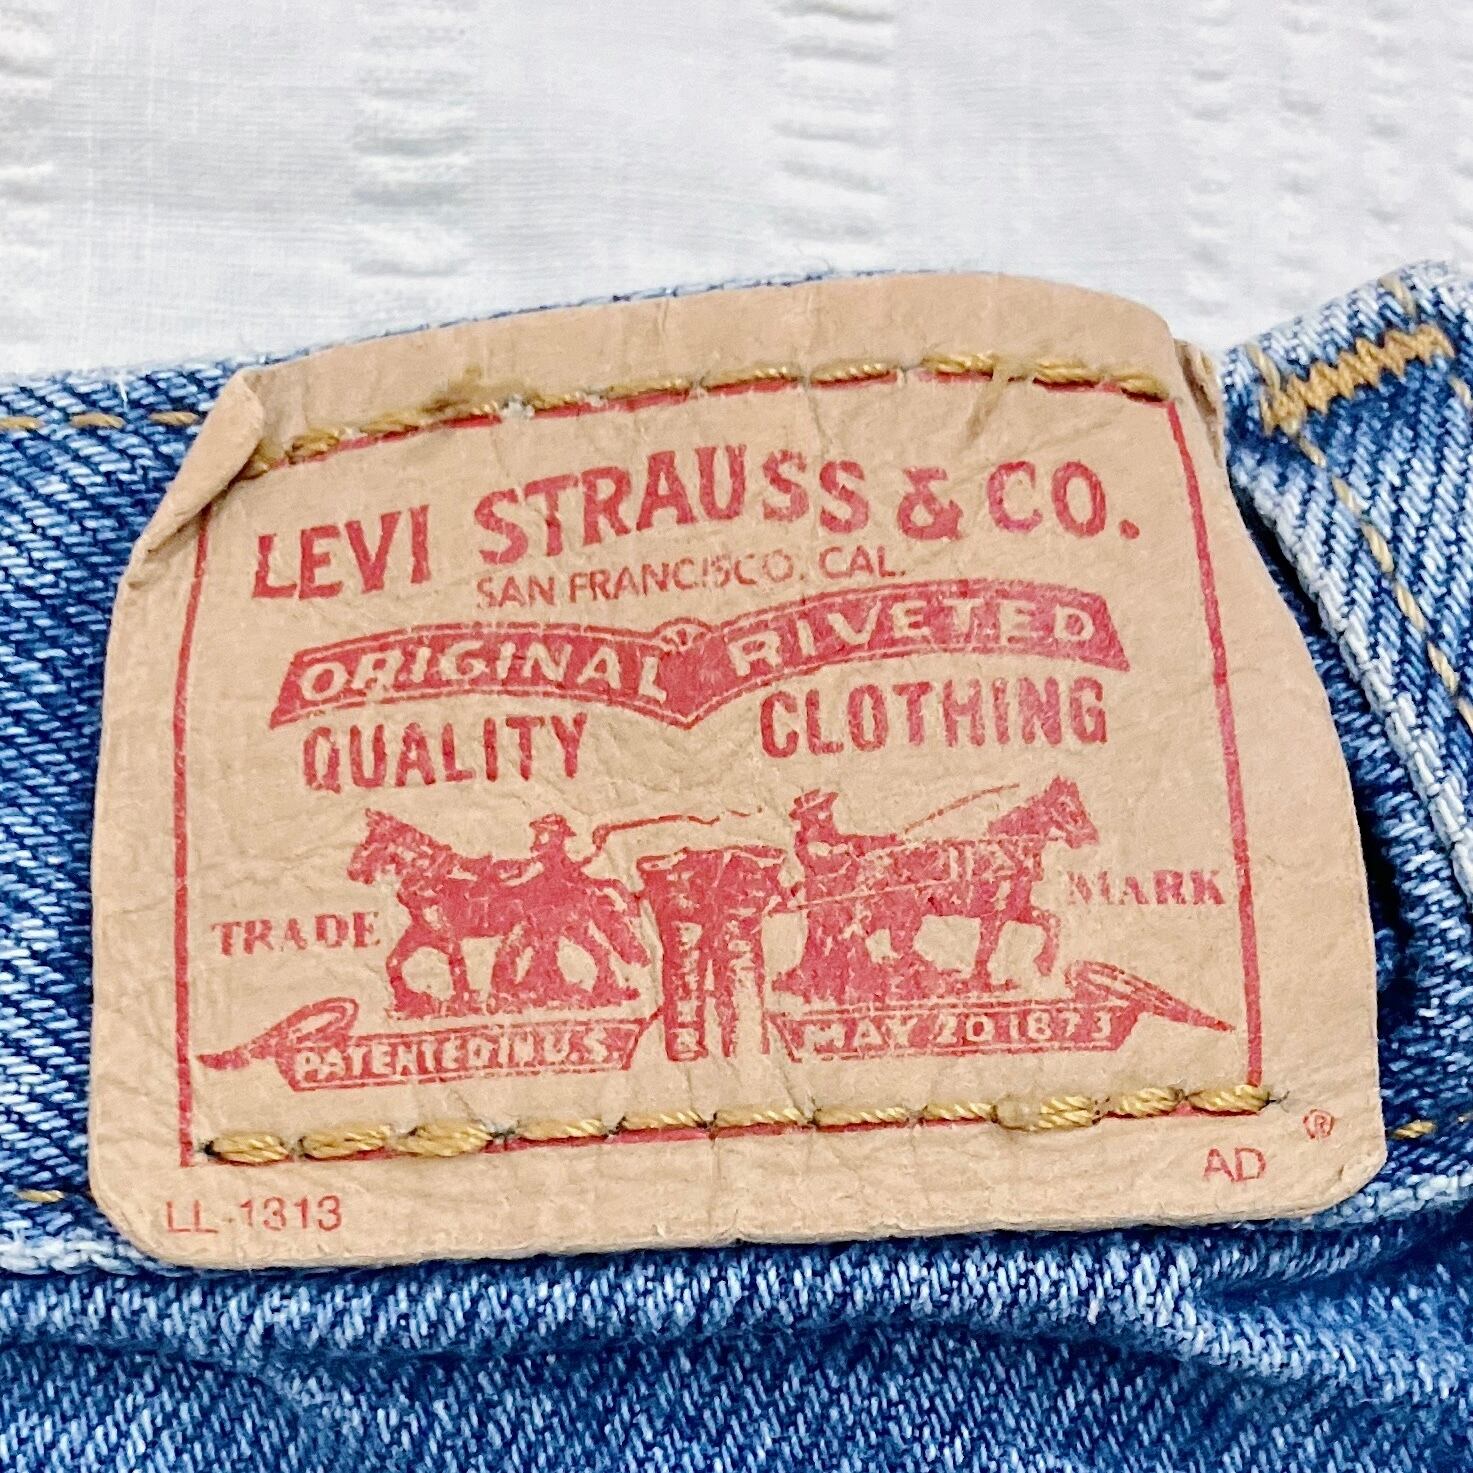 LEVI STRAUSS & CO.
SAN FRANCISCO, CAL.
ORIGINAL RIVETED
QUALITY CLOTHING
TRADE MARK
PATENTED IN U.S. MAY 20 1873
®
LL-1313 AD